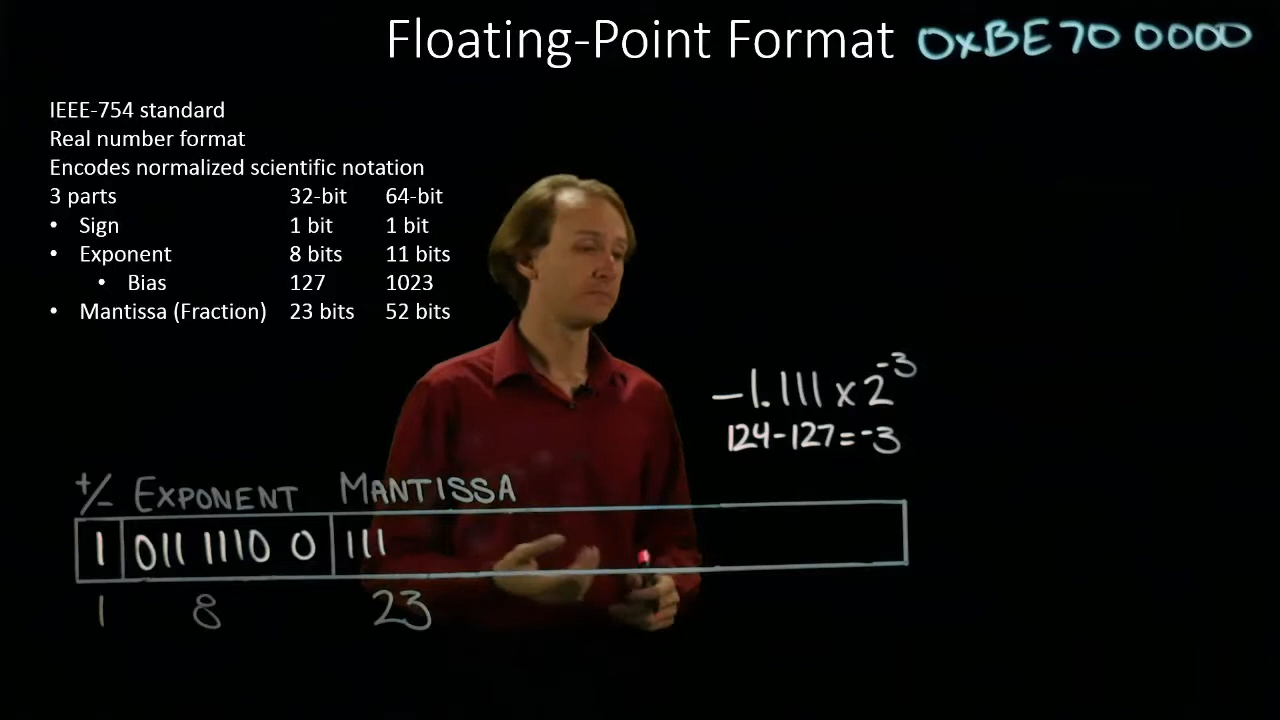 Floating-Point Format 0xBE70 0000
IEEE-754 standard
Real number format
Encodes normalized scientific notation
3 parts 32-bit 64-bit
• Sign 1 bit 1 bit
• Exponent 8 bits 11 bits
• Bias 127 1023
• Mantissa (Fraction) 23 bits 52 bits
-1.111 x 2^-3
124-127=-3
+/- EXPONENT MANTISSA
1 011 1110 0 111
1 8 23